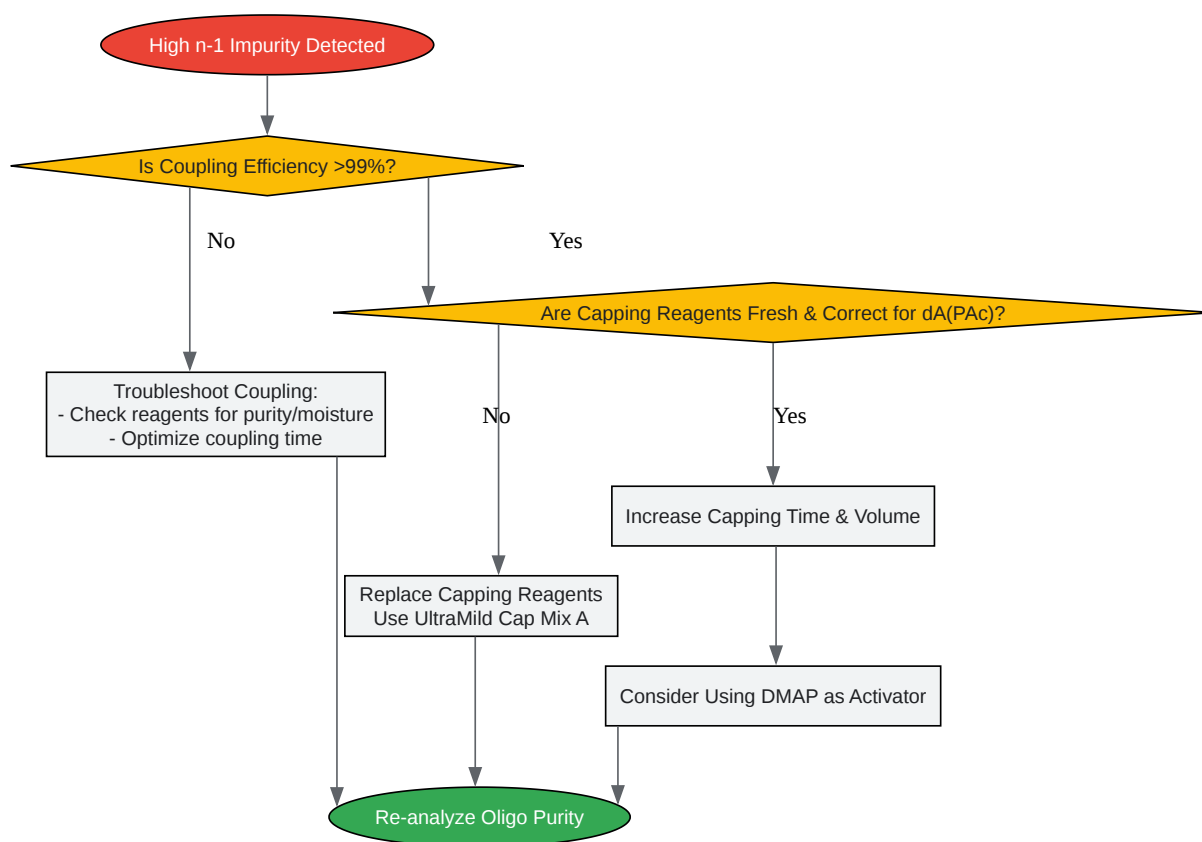 High n-1 Impurity Detected
Is Coupling Efficiency >99%?
No
Yes
Are Capping Reagents Fresh & Correct for dA(PAc)?
Troubleshoot Coupling:
- Check reagents for purity/moisture
- Optimize coupling time
No
Yes
Increase Capping Time & Volume
Replace Capping Reagents
Use UltraMild Cap Mix A
Consider Using DMAP as Activator
Re-analyze Oligo Purity